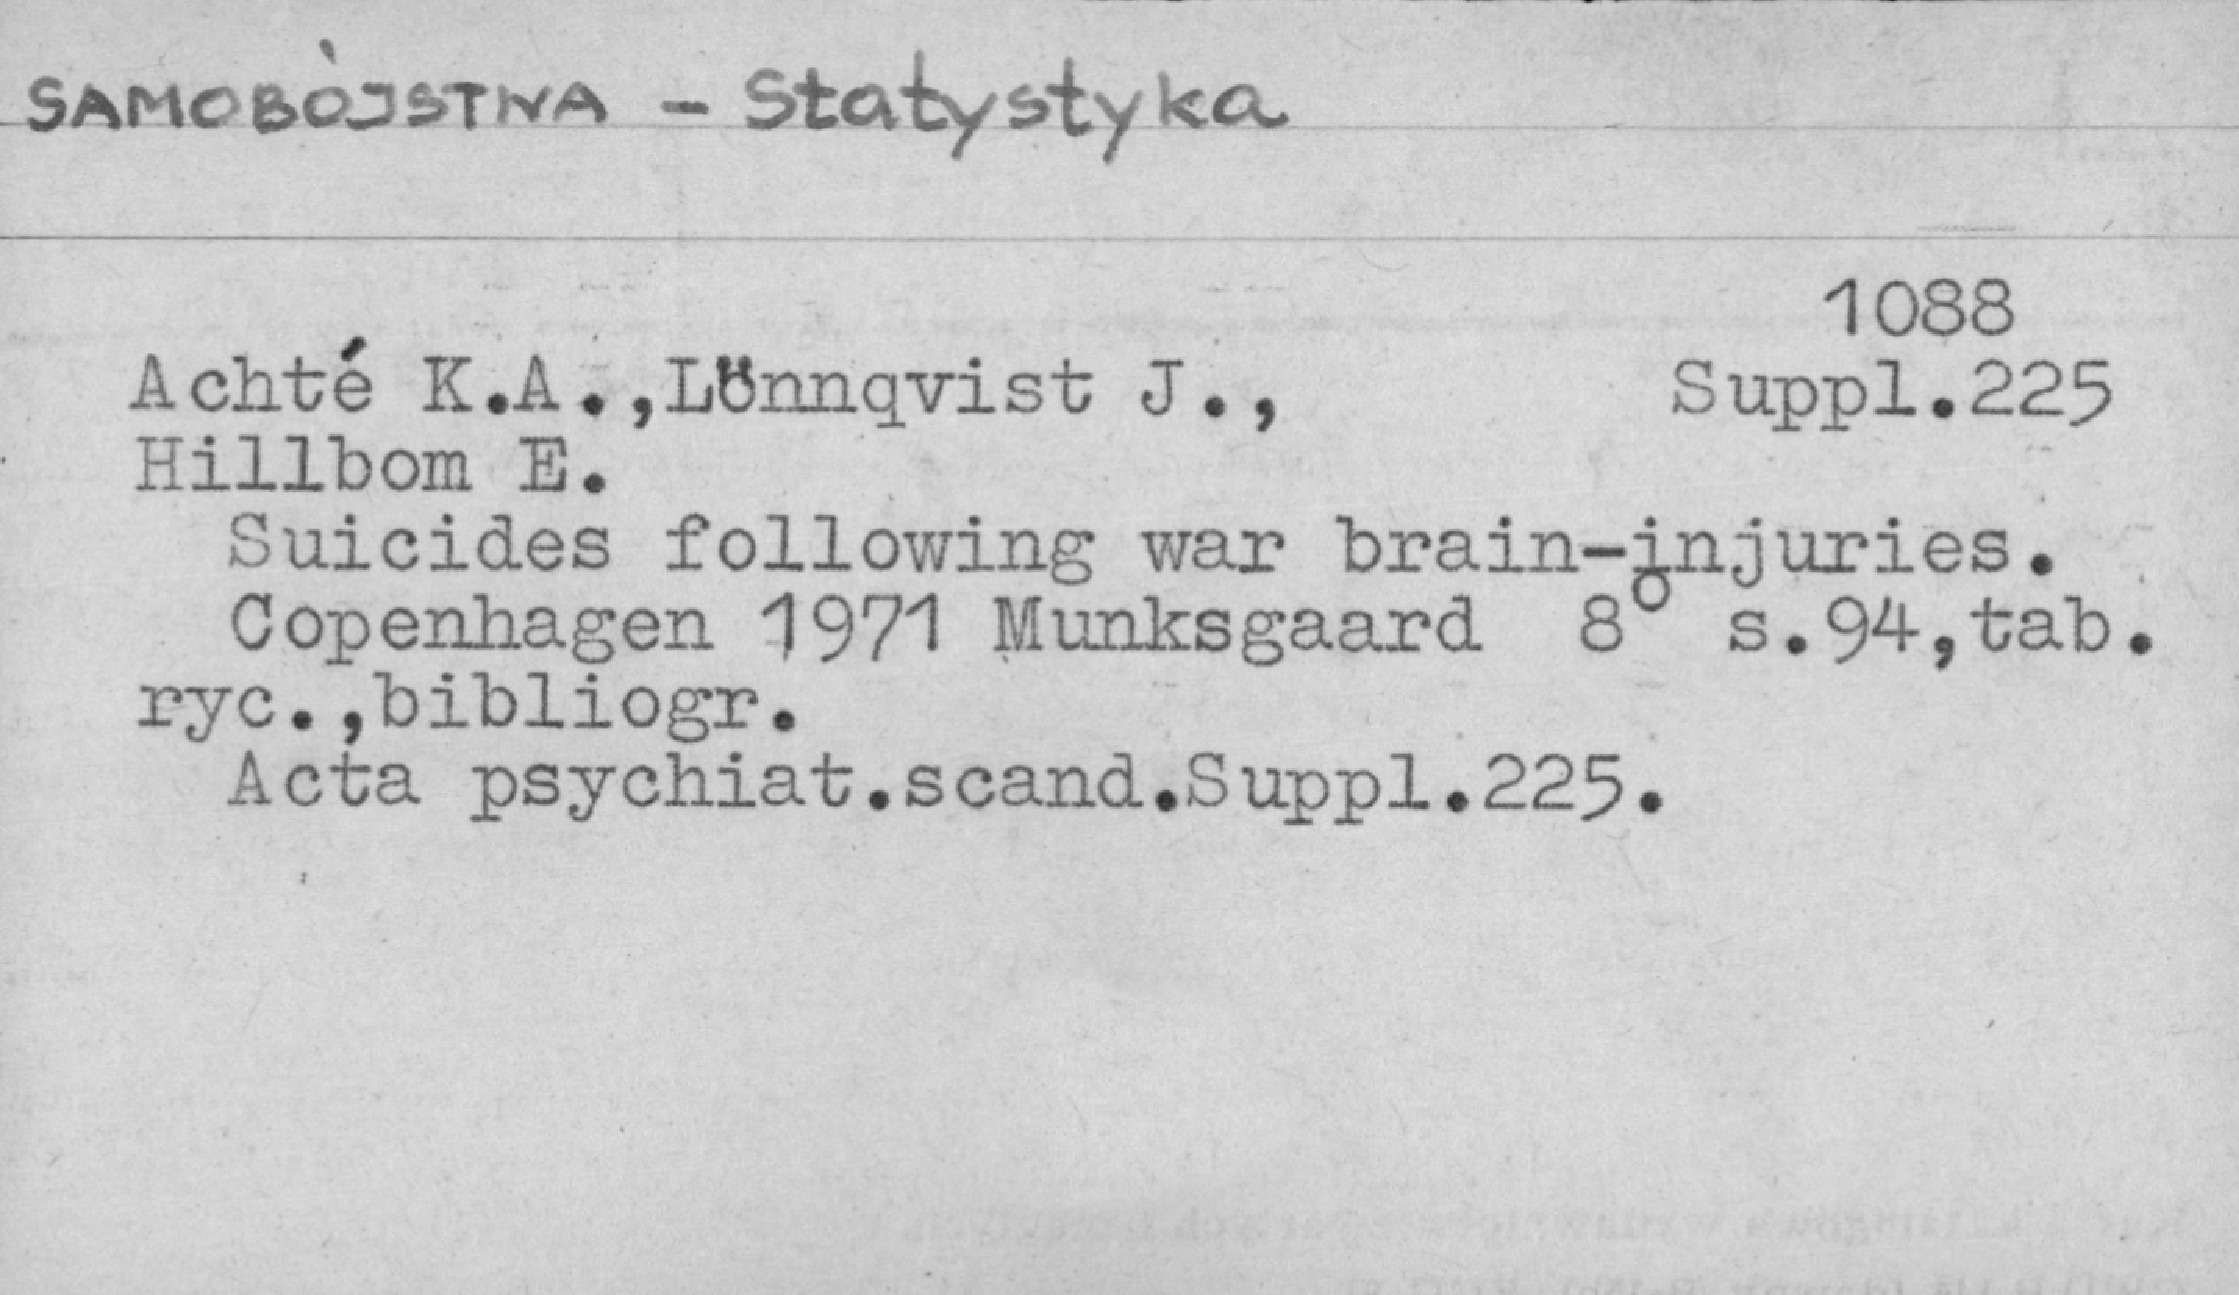 SAMOBÒJSTWA - Statystyka
1088
Achté K.A.,Lönnqvist J., Suppl.225
Hillbom E.
Suicides following war brain-injuries.
Copenhagen 1971 Munksgaard 8° s.94,tab.
ryc.,bibliogr.
Acta psychiat.scand.Suppl.225.